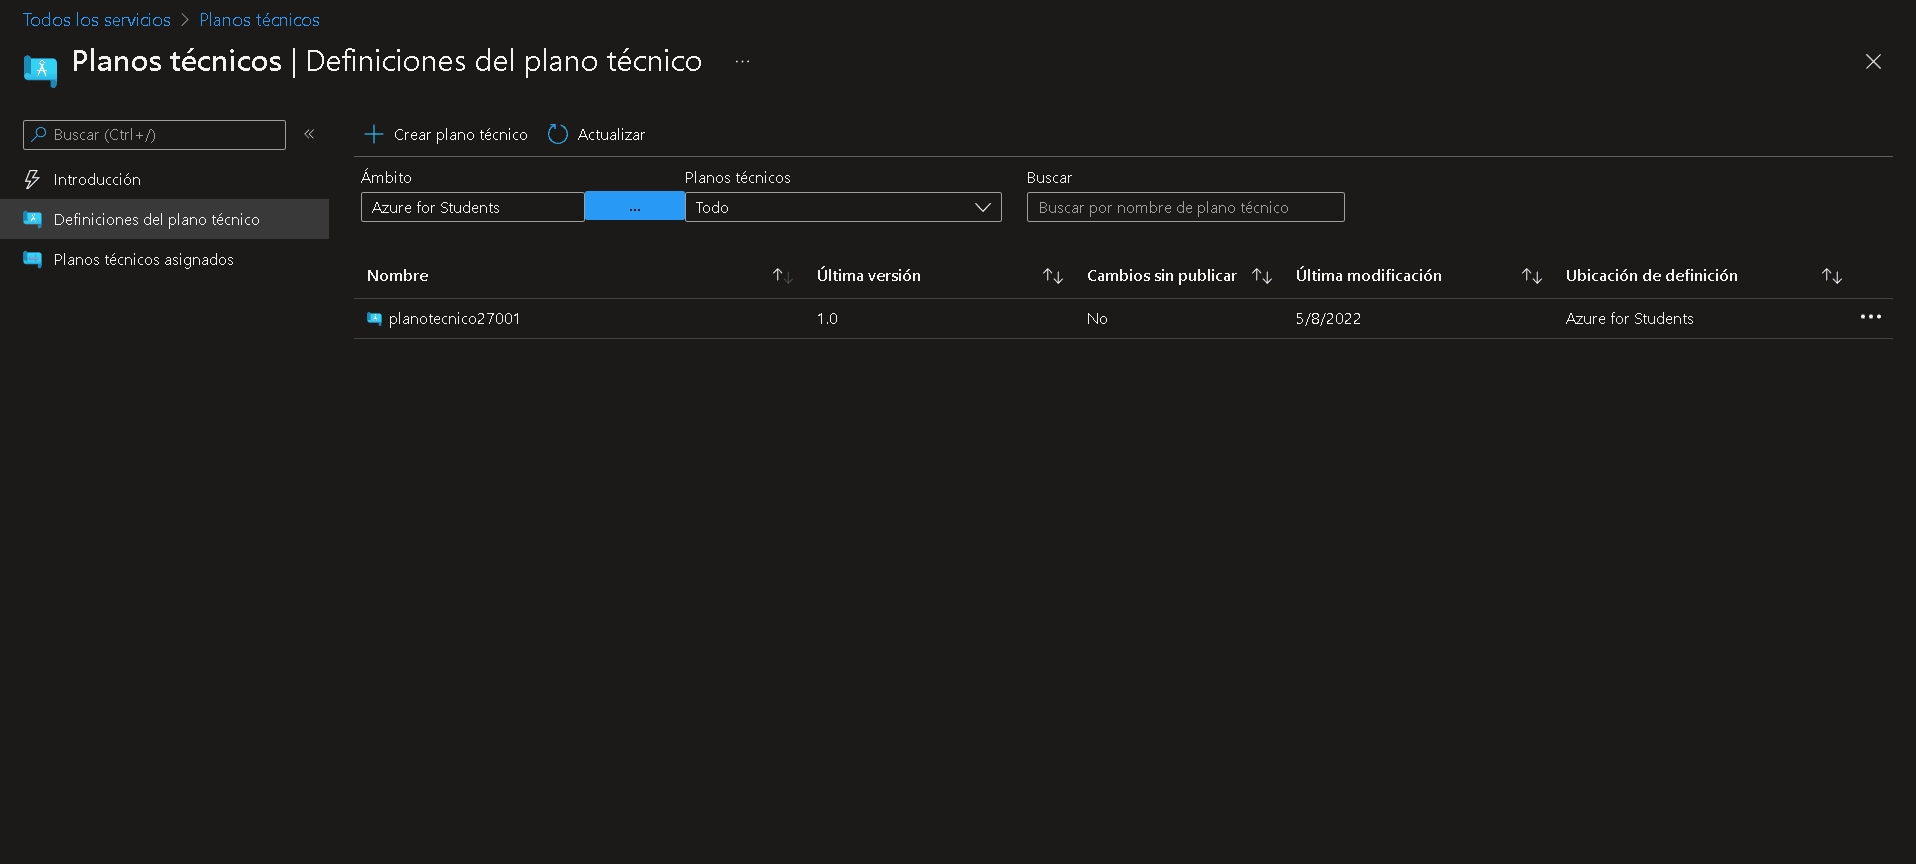 Todos los servicios > Planos técnicos
Planos técnicos | Definiciones del plano técnico ...
Buscar (Ctrl+/) «
Introducción
Definiciones del plano técnico
Planos técnicos asignados
+ Crear plano técnico Actualizar
Ámbito Planos técnicos Buscar
Azure for Students ... Todo Buscar por nombre de plano técnico
Nombre ↑↓ Última versión ↑↓ Cambios sin publicar ↑↓ Última modificación ↑↓ Ubicación de definición ↑↓
planotecnico27001 1.0 No 5/8/2022 Azure for Students ...